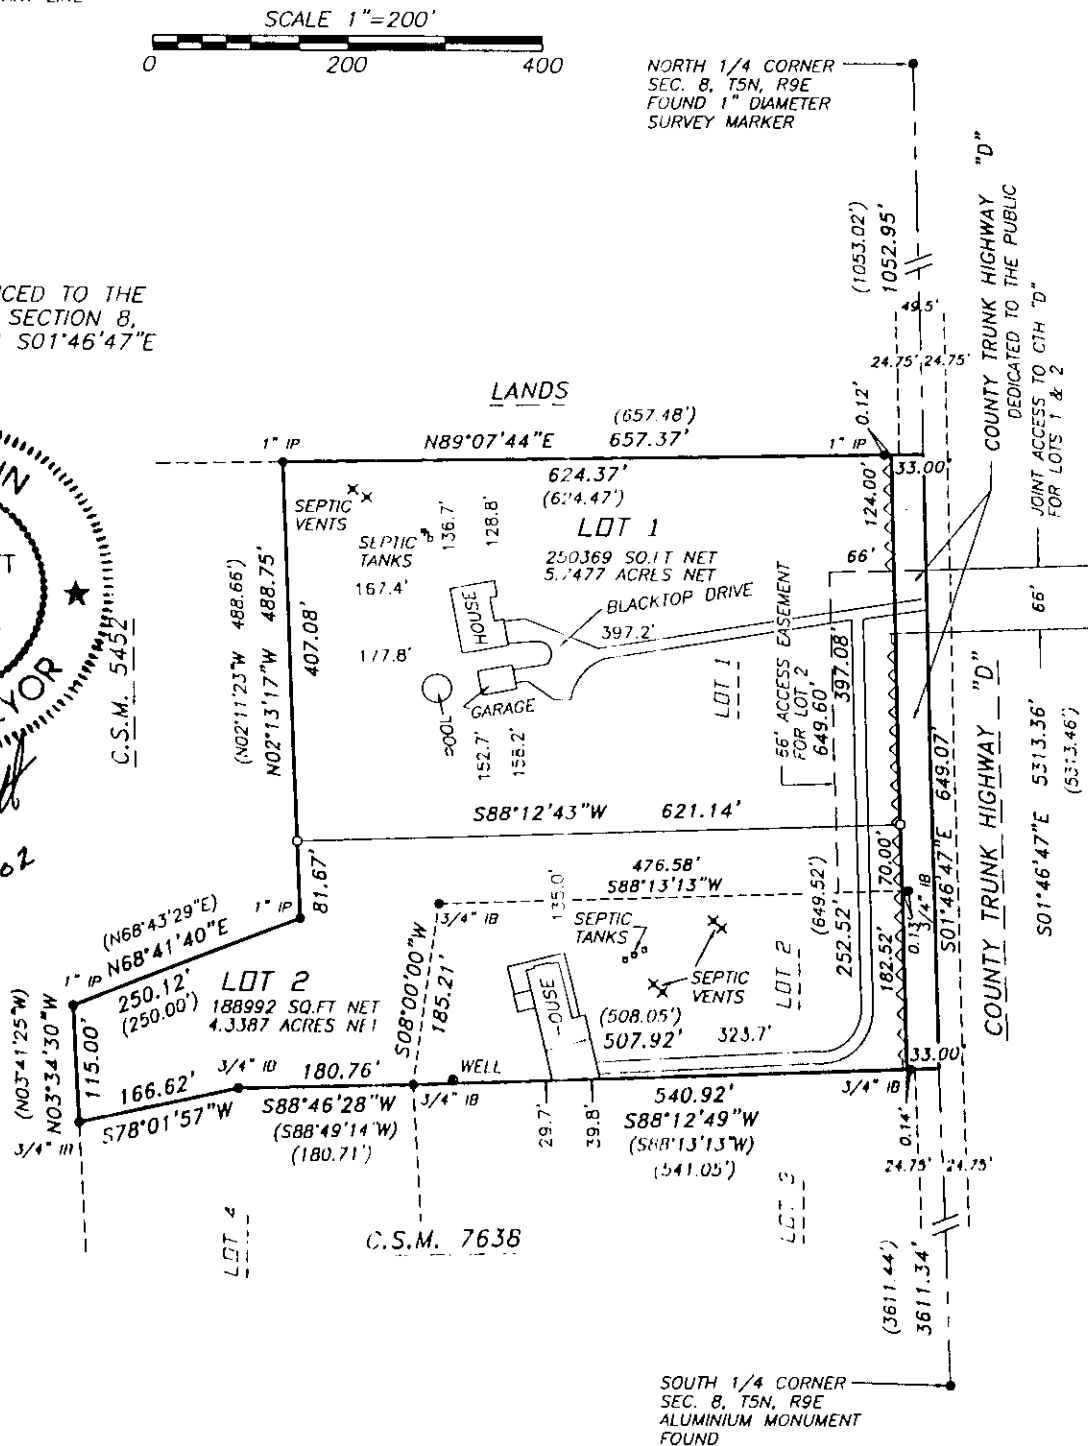 SCALE 1"=200'
0 200 400
NORTH 1/4 CORNER
SEC. 8, T5N, R9E
FOUND 1" DIAMETER
SURVEY MARKER
COUNTY TRUNK HIGHWAY "D"
DEDICATED TO THE PUBLIC
JOINT ACCESS TO CTH "D"
FOR LOTS 1 & 2
(1053.02')
1052.95'
49.5'
24.75' 24.75'
NCED TO THE
SECTION 8,
S01°46'47"E
LANDS
(657.48')
N89°07'44"E 657.37'
1" IP
1" IP
0.12'
33.00'
624.37'
(624.47')
124.00'
SEPTIC
VENTS
SEPTIC
TANKS
136.7'
128.8'
LOT 1
250369 SQ.FT NET
5.7477 ACRES NET
66'
66'
167.4'
HOUSE
BLACKTOP DRIVE
397.2'
177.8'
POOL
GARAGE
152.7'
158.2'
LOT 1
66' ACCESS EASEMENT
FOR LOT 2
649.60'
397.08'
(N02°11'23"W 488.66')
N02°13'17"W 488.75'
407.08'
C.S.M. 5452
YOR
S88°12'43"W 621.14'
S01°46'47"E 649.07'
COUNTY TRUNK HIGHWAY "D"
S01°46'47"E 5313.36'
(5313.46')
476.58'
S88°13'13"W
70.00'
3/4" IB
0.13'
(649.52')
252.52'
182.52'
81.67'
1" IP
(N68°43'29"E)
N68°41'40"E
250.12'
(250.00')
1" IP
3/4" IB
135.0'
SEPTIC
TANKS
SEPTIC
VENTS
LOT 2
LOT 2
188992 SQ.FT NET
4.3387 ACRES NET
S08°00'00"W
185.21'
(508.05')
507.92'
323.7'
(N03°41'25"W)
N03°34'30"W
115.00'
166.62'
S78°01'57"W
3/4" IB
3/4" IB
180.76'
S88°46'28"W
(S88°49'14"W)
(180.71')
WELL
3/4" IB
29.7'
39.8'
540.92'
S88°12'49"W
(S88°13'13"W)
(541.05')
3/4" IB
33.00'
0.14'
24.75' 24.75'
LOT 4
C.S.M. 7638
LOT 3
(3611.44')
3611.34'
SOUTH 1/4 CORNER
SEC. 8, T5N, R9E
ALUMINIUM MONUMENT
FOUND